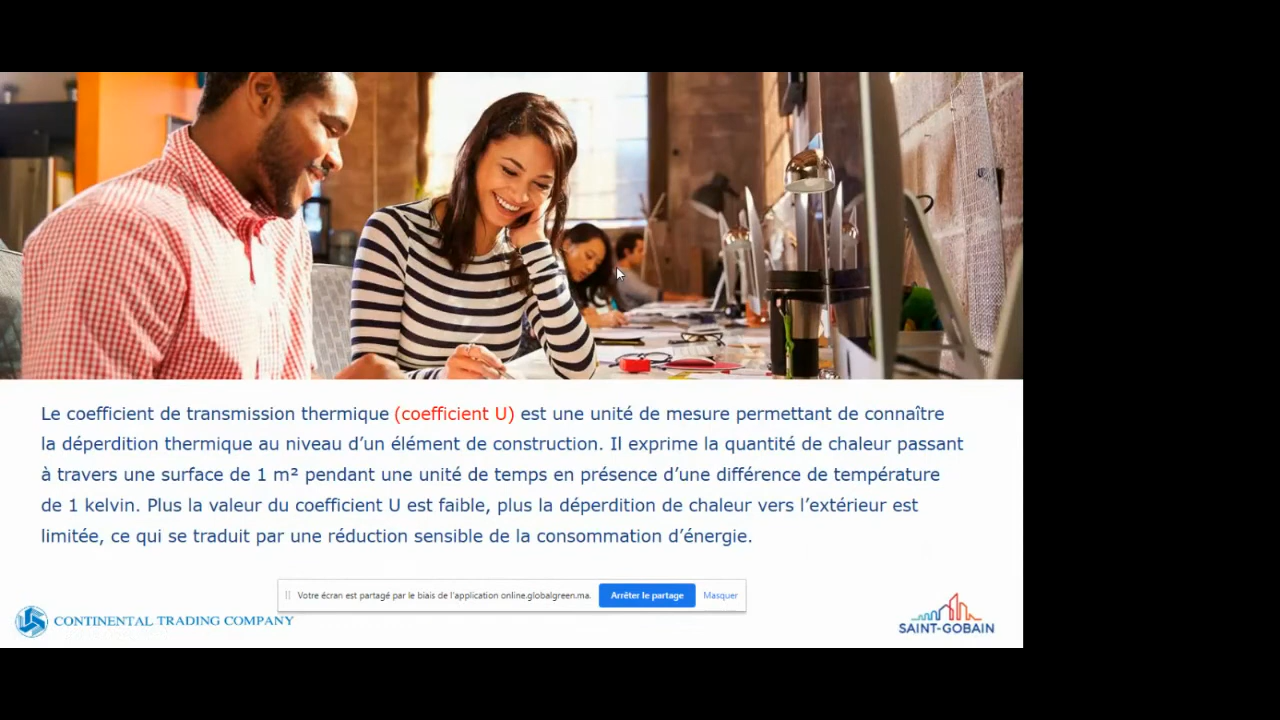 Le coefficient de transmission thermique (coefficient U) est une unité de mesure permettant de connaître
la déperdition thermique au niveau d’un élément de construction. Il exprime la quantité de chaleur passant
à travers une surface de 1 m² pendant une unité de temps en présence d’une différence de température
de 1 kelvin. Plus la valeur du coefficient U est faible, plus la déperdition de chaleur vers l’extérieur est
limitée, ce qui se traduit par une réduction sensible de la consommation d’énergie.
Votre écran est partagé par le biais de l'application online.globalgreen.ma. Arrêter le partage Masquer
CONTINENTAL TRADING COMPANY
SAINT-GOBAIN